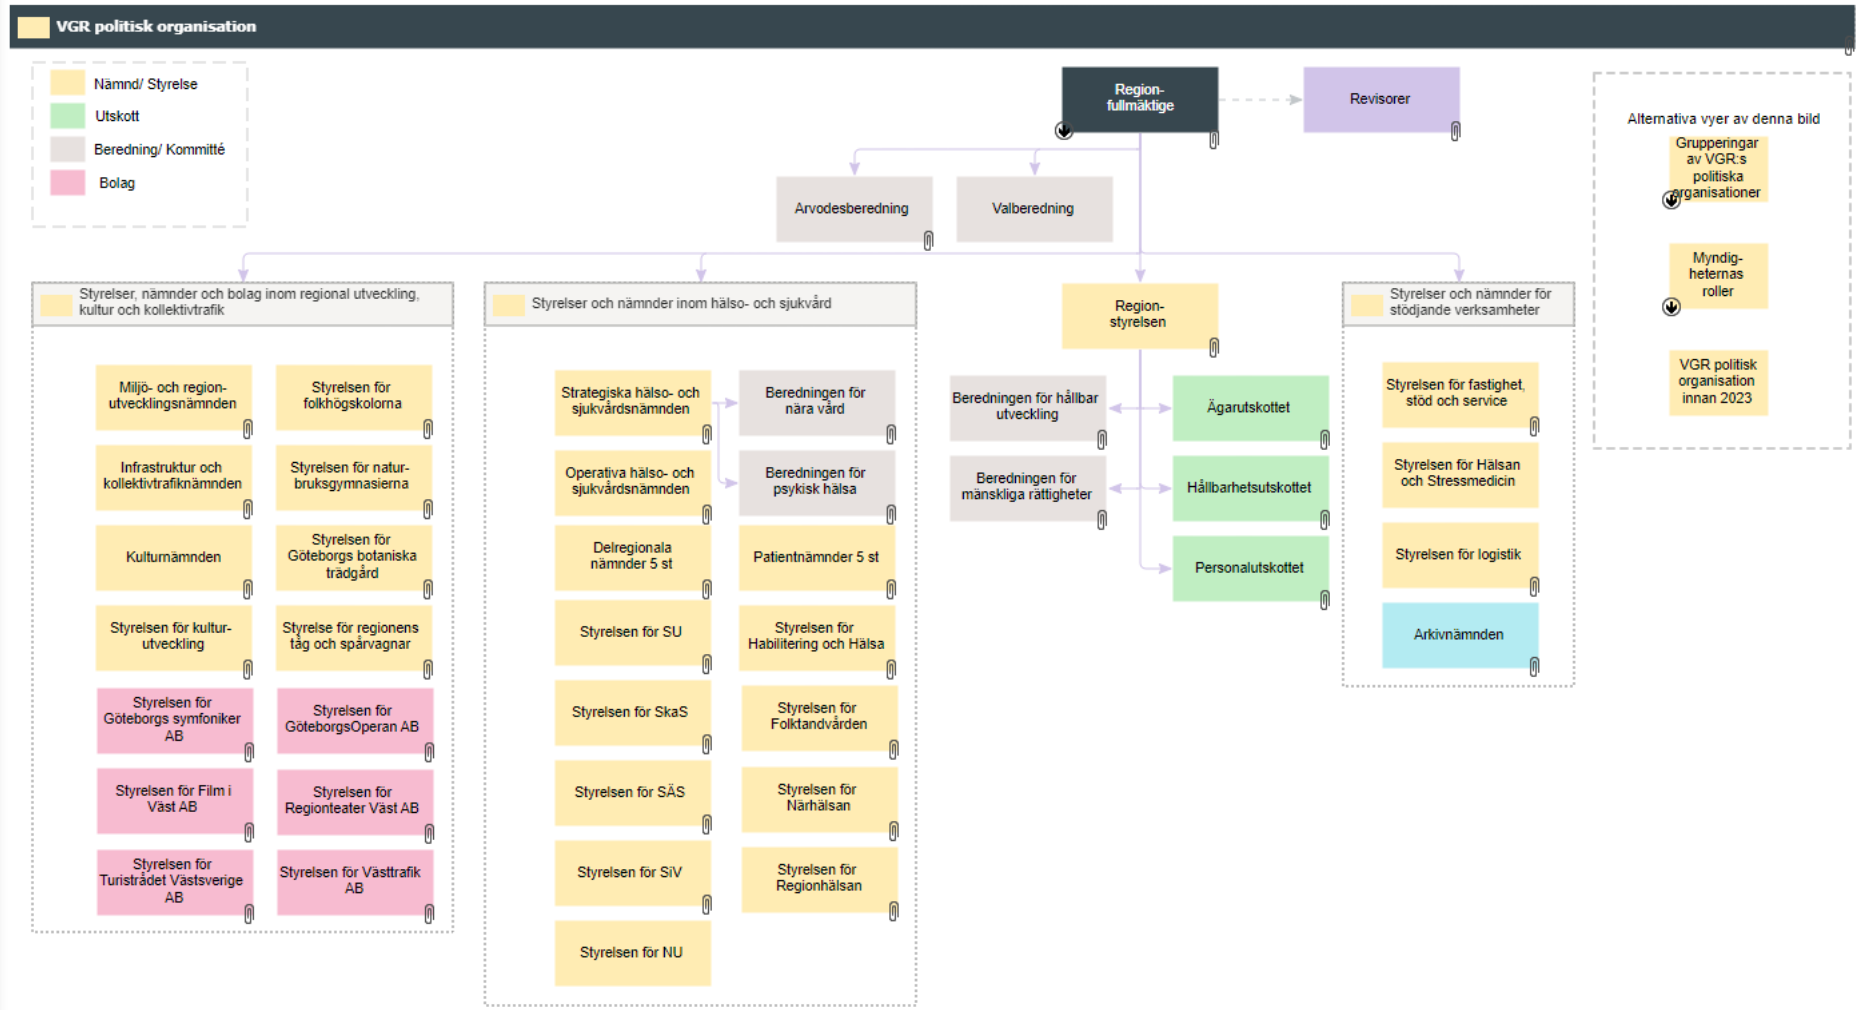 VGR politisk organisation
Nämnd/ Styrelse
Utskott
Beredning/ Kommitté
Bolag
Region-
fullmäktige
Revisorer
Alternativa vyer av denna bild
Grupperingar
av VGR:s
politiska
organisationer
Myndig-
heternas
roller
VGR politisk
organisation
innan 2023
Arvodesberedning
Valberedning
Styrelser, nämnder och bolag inom regional utveckling,
kultur och kollektivtrafik
Miljö- och region-
utvecklingsnämnden
Styrelsen för
folkhögskolorna
Infrastruktur och
kollektivtrafiknämnden
Styrelsen för natur-
bruksgymnasierna
Kulturnämnden
Styrelsen för
Göteborgs botaniska
trädgård
Styrelsen för kultur-
utveckling
Styrelse för regionens
tåg och spårvagnar
Styrelsen för
Göteborgs symfoniker
AB
Styrelsen för
GöteborgsOperan AB
Styrelsen för Film i
Väst AB
Styrelsen för
Regionteater Väst AB
Styrelsen för
Turistrådet Västsverige
AB
Styrelsen för Västtrafik
AB
Styrelser och nämnder inom hälso- och sjukvård
Strategiska hälso- och
sjukvårdsnämnden
Beredningen för
nära vård
Operativa hälso- och
sjukvårdsnämnden
Beredningen för
psykisk hälsa
Delregionala
nämnder 5 st
Patientnämnder 5 st
Styrelsen för SU
Styrelsen för
Habilitering och Hälsa
Styrelsen för SkaS
Styrelsen för
Folktandvården
Styrelsen för SÄS
Styrelsen för
Närhälsan
Styrelsen för SiV
Styrelsen för
Regionhälsan
Styrelsen för NU
Region-
styrelsen
Beredningen för hållbar
utveckling
Ägarutskottet
Beredningen för
mänskliga rättigheter
Hållbarhetsutskottet
Personalutskottet
Styrelser och nämnder för
stödjande verksamheter
Styrelsen för fastighet,
stöd och service
Styrelsen för Hälsan
och Stressmedicin
Styrelsen för logistik
Arkivnämnden